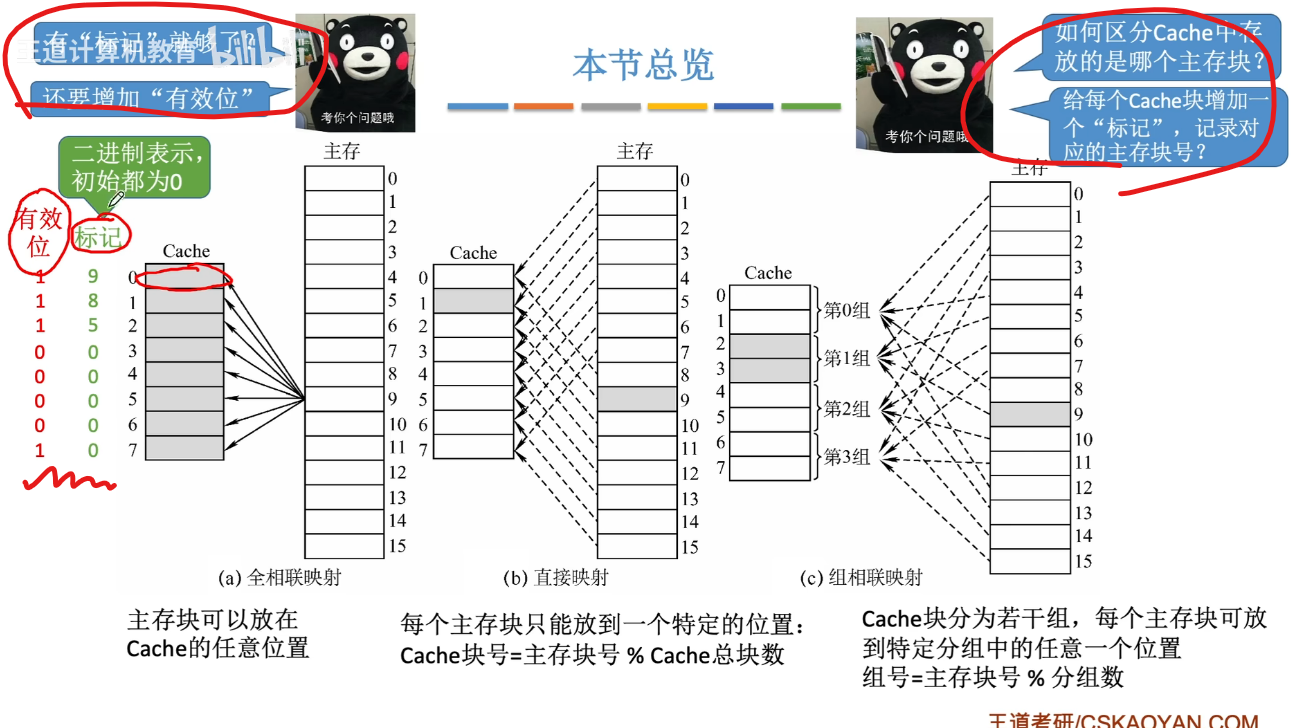 有“标记”就够了
王道计算机教育 bilibili
还要增加“有效位”
考你个问题哦
本节总览
考你个问题哦
如何区分Cache中存
放的是哪个主存块?
给每个Cache块增加一
个“标记”，记录对
应的主存块号?
二进制表示，
初始都为0
有效
位
标记
1 9
1 8
1 5
0 0
0 0
0 0
0 0
1 0
Cache
0
1
2
3
4
5
6
7
主存
0
1
2
3
4
5
6
7
8
9
10
11
12
13
14
15
(a) 全相联映射
主存块可以放在
Cache的任意位置
Cache
0
1
2
3
4
5
6
7
主存
0
1
2
3
4
5
6
7
8
9
10
11
12
13
14
15
(b) 直接映射
每个主存块只能放到一个特定的位置：
Cache块号=主存块号 % Cache总块数
Cache
0
1
2
3
4
5
6
7
第0组
第1组
第2组
第3组
主存
0
1
2
3
4
5
6
7
8
9
10
11
12
13
14
15
(c) 组相联映射
Cache块分为若干组，每个主存块可放
到特定分组中的任意一个位置
组号=主存块号 % 分组数
王道考研/CSKAOYAN.COM